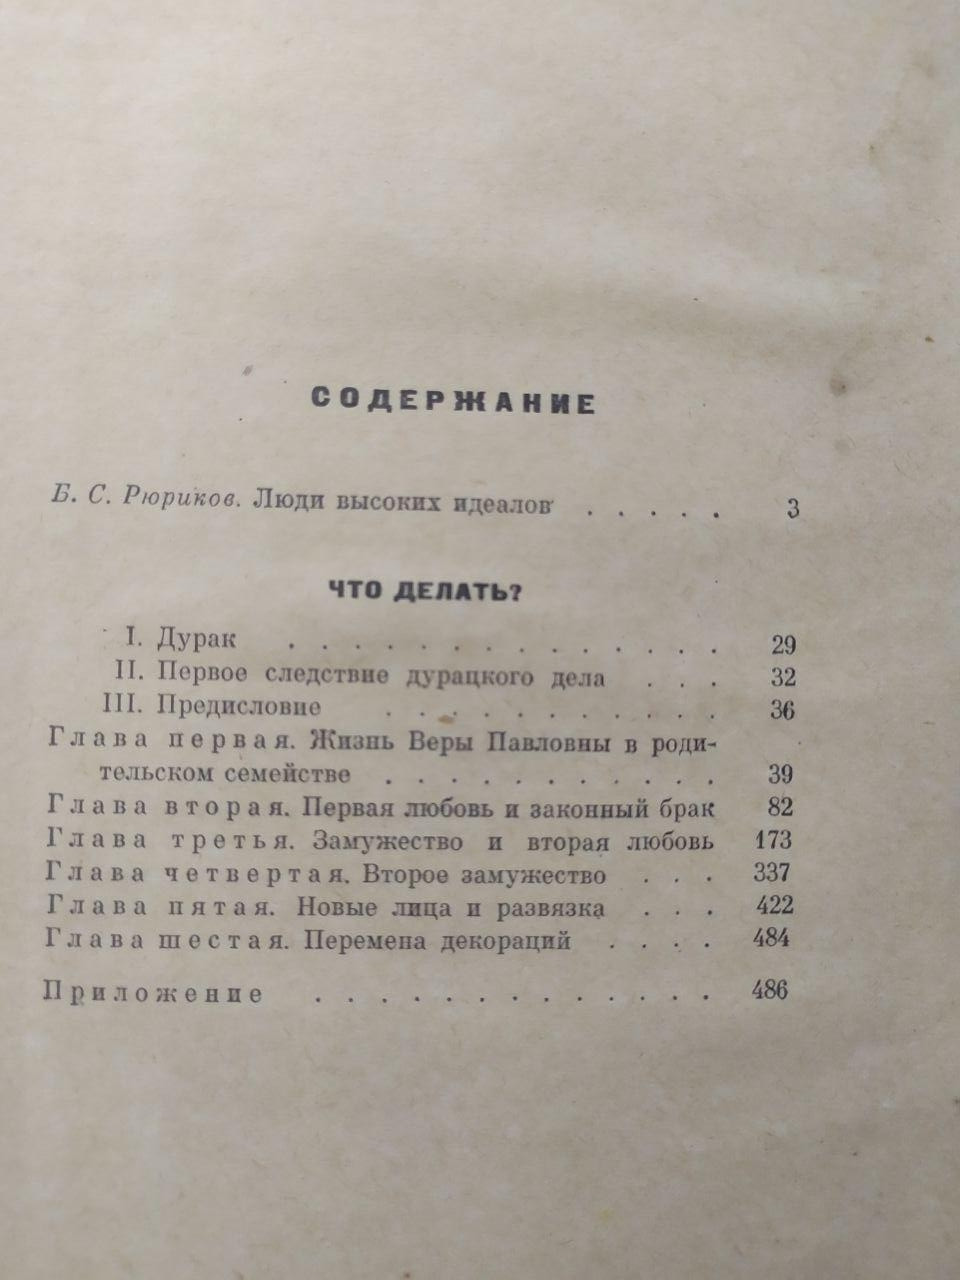 СОДЕРЖАНИЕ
Б. С. Рюриков. Люди высоких идеалов . . . . . 3
ЧТО ДЕЛАТЬ?
I. Дурак . . . . . . . . . . . . . . 29
II. Первое следствие дурацкого дела . . . 32
III. Предисловие . . . . . . . . . . . 36
Глава первая. Жизнь Веры Павловны в роди-
тельском семействе . . . . . . . . . . . 39
Глава вторая. Первая любовь и законный брак 82
Глава третья. Замужество и вторая любовь 173
Глава четвертая. Второе замужество . . . 337
Глава пятая. Новые лица и развязка . . . 422
Глава шестая. Перемена декораций . . . . 484
Приложение . . . . . . . . . . . . . 486